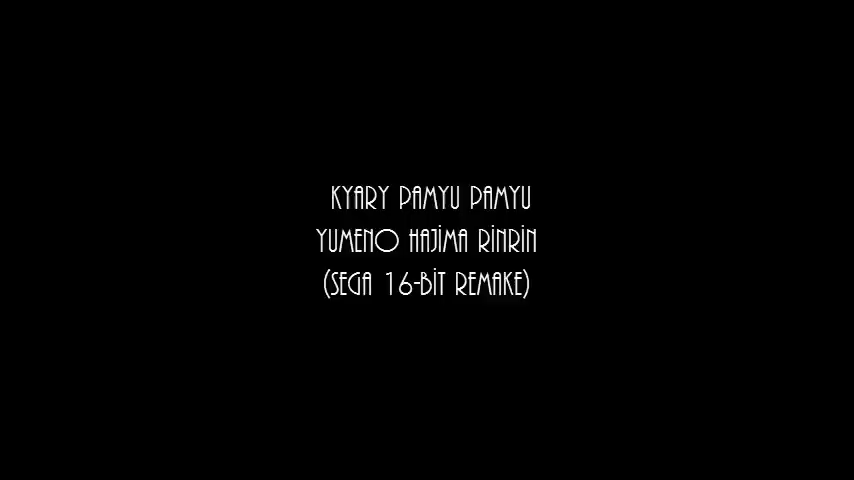 KYARY PAMYU PAMYU
YUMENO HAJIMA RINRIN
(SEGA 16-BIT REMAKE)